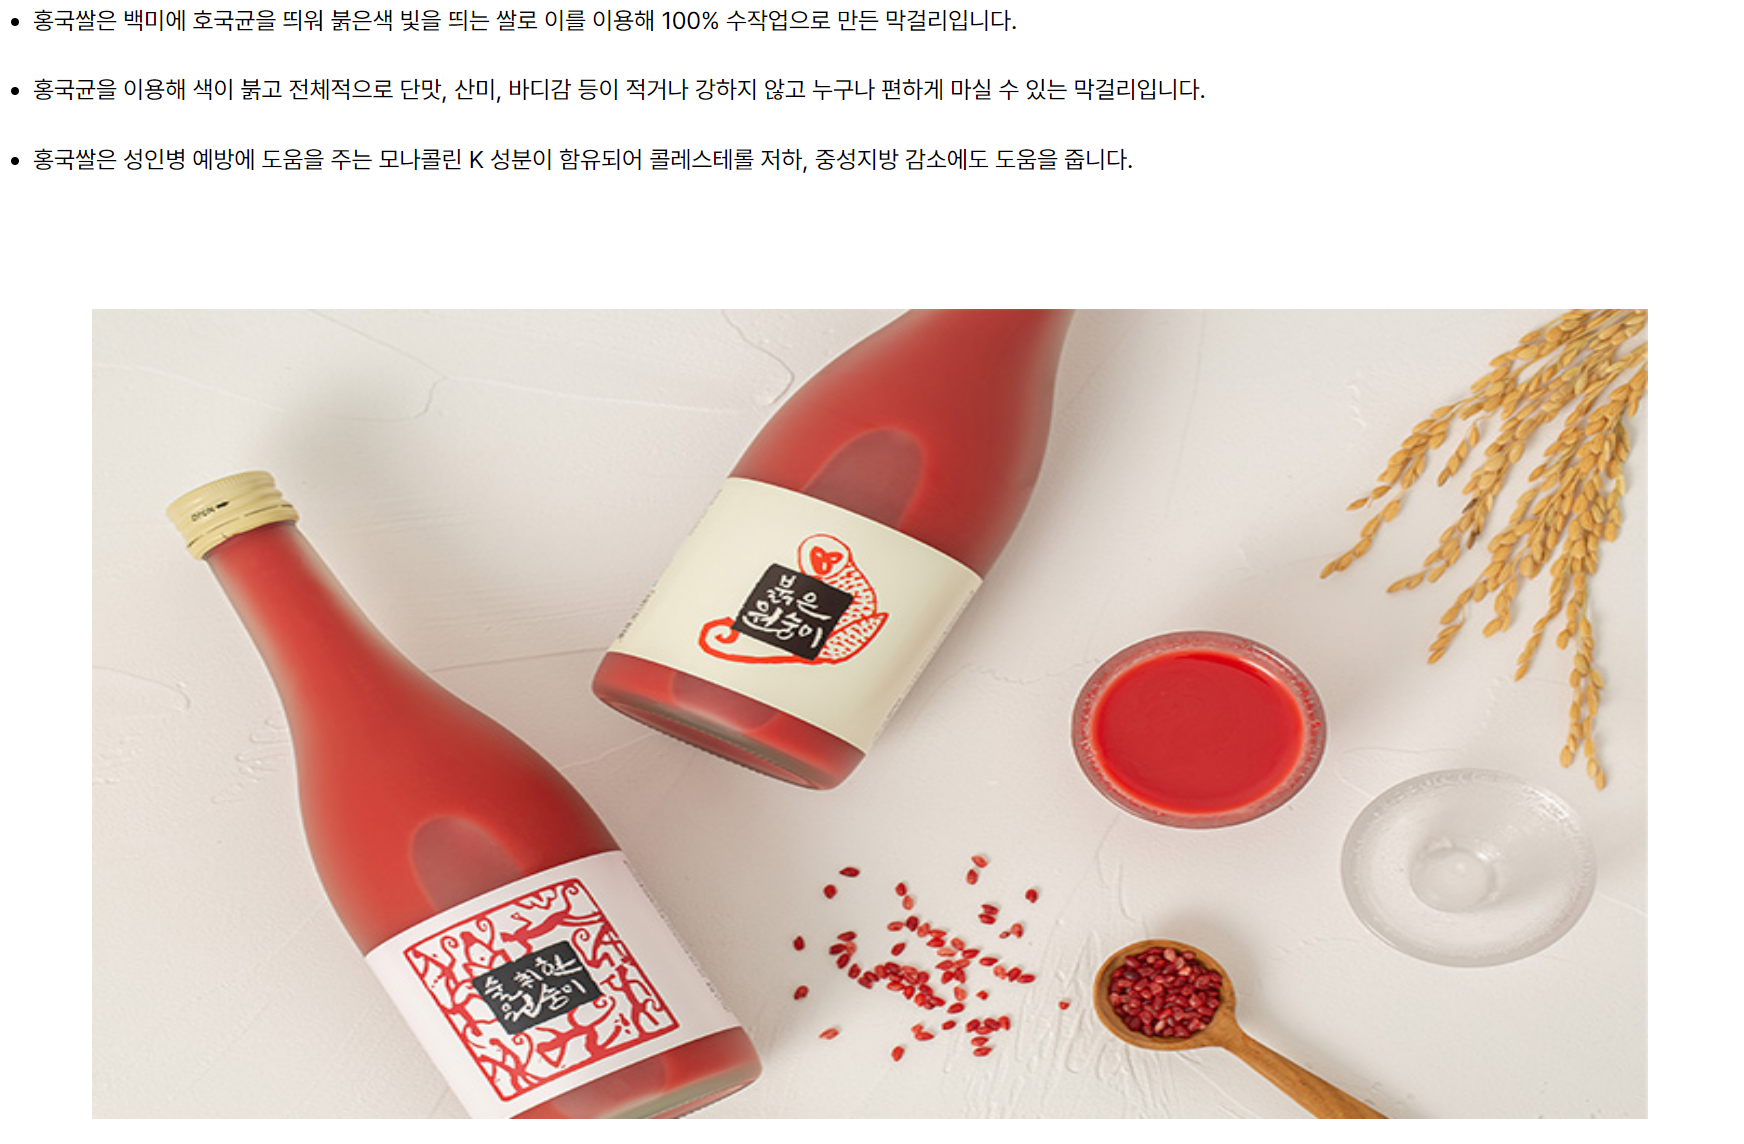 홍국쌀은 백미에 호국균을 띄워 붉은색 빛을 띄는 쌀로 이를 이용해 100% 수작업으로 만든 막걸리입니다.
홍국균을 이용해 색이 붉고 전체적으로 단맛, 산미, 바디감 등이 적거나 강하지 않고 누구나 편하게 마실 수 있는 막걸리입니다.
홍국쌀은 성인병 예방에 도움을 주는 모나콜린 K 성분이 함유되어 콜레스테롤 저하, 중성지방 감소에도 도움을 줍니다.
OPEN
붉은
원숭이
술취한
원숭이